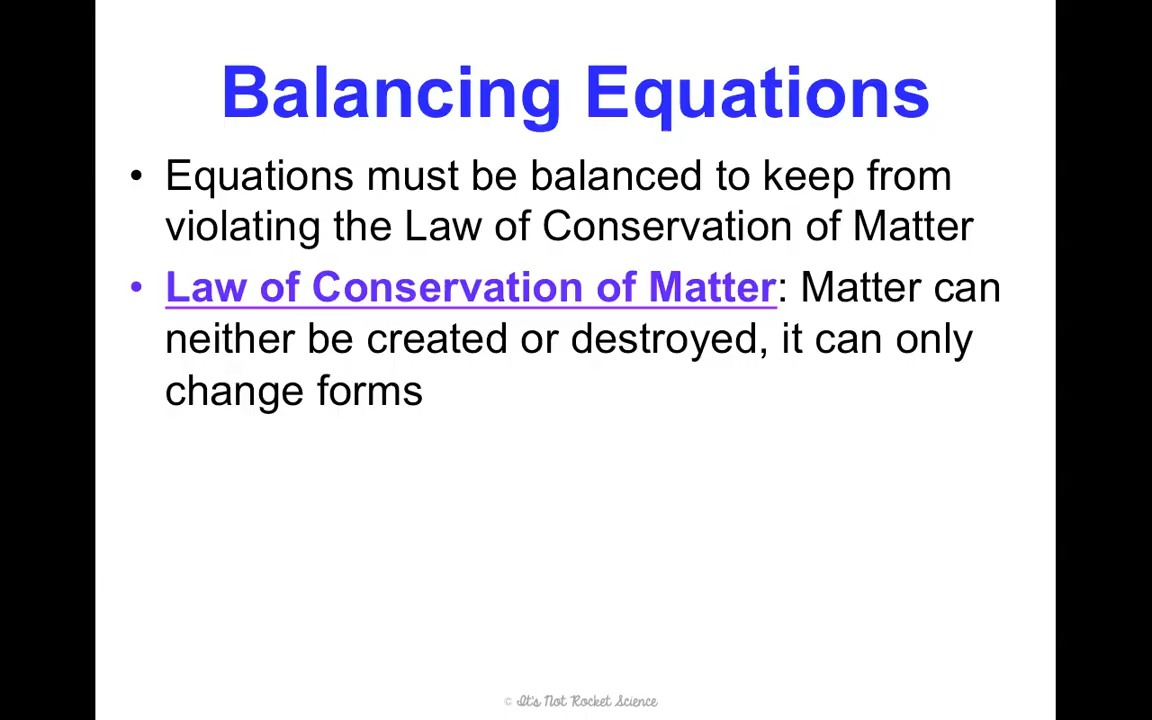 Balancing Equations
• Equations must be balanced to keep from
violating the Law of Conservation of Matter
• Law of Conservation of Matter: Matter can
neither be created or destroyed, it can only
change forms
© It's Not Rocket Science